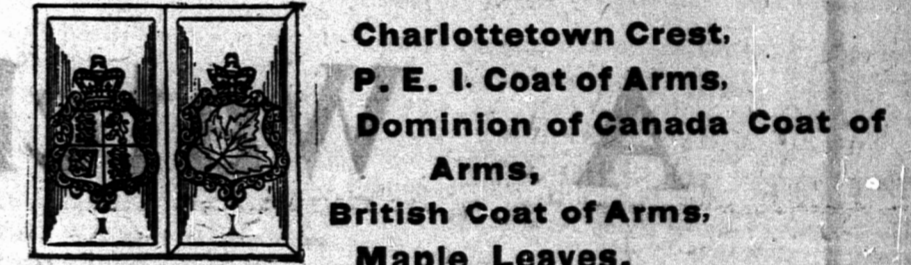 Charlottetown Crest,
P. E. I. Coat of Arms,
Dominion of Canada Coat of
Arms,
British Coat of Arms,
Maple Leaves,